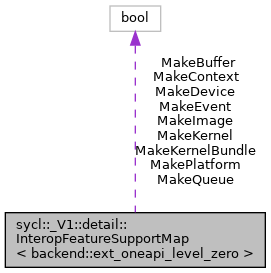 bool
MakeBuffer
MakeContext
MakeDevice
MakeEvent
MakeImage
MakeKernel
MakeKernelBundle
MakePlatform
MakeQueue
sycl::_V1::detail::
InteropFeatureSupportMap
< backend::ext_oneapi_level_zero >